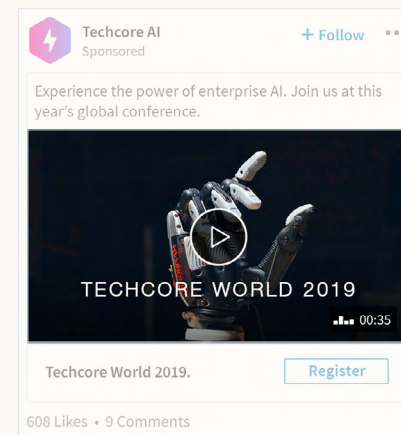 Techcore AI
+ Follow
Sponsored
Experience the power of enterprise AI. Join us at this
year’s global conference.
TECHCORE WORLD 2019
00:35
Techcore World 2019.
Register
608 Likes • 9 Comments